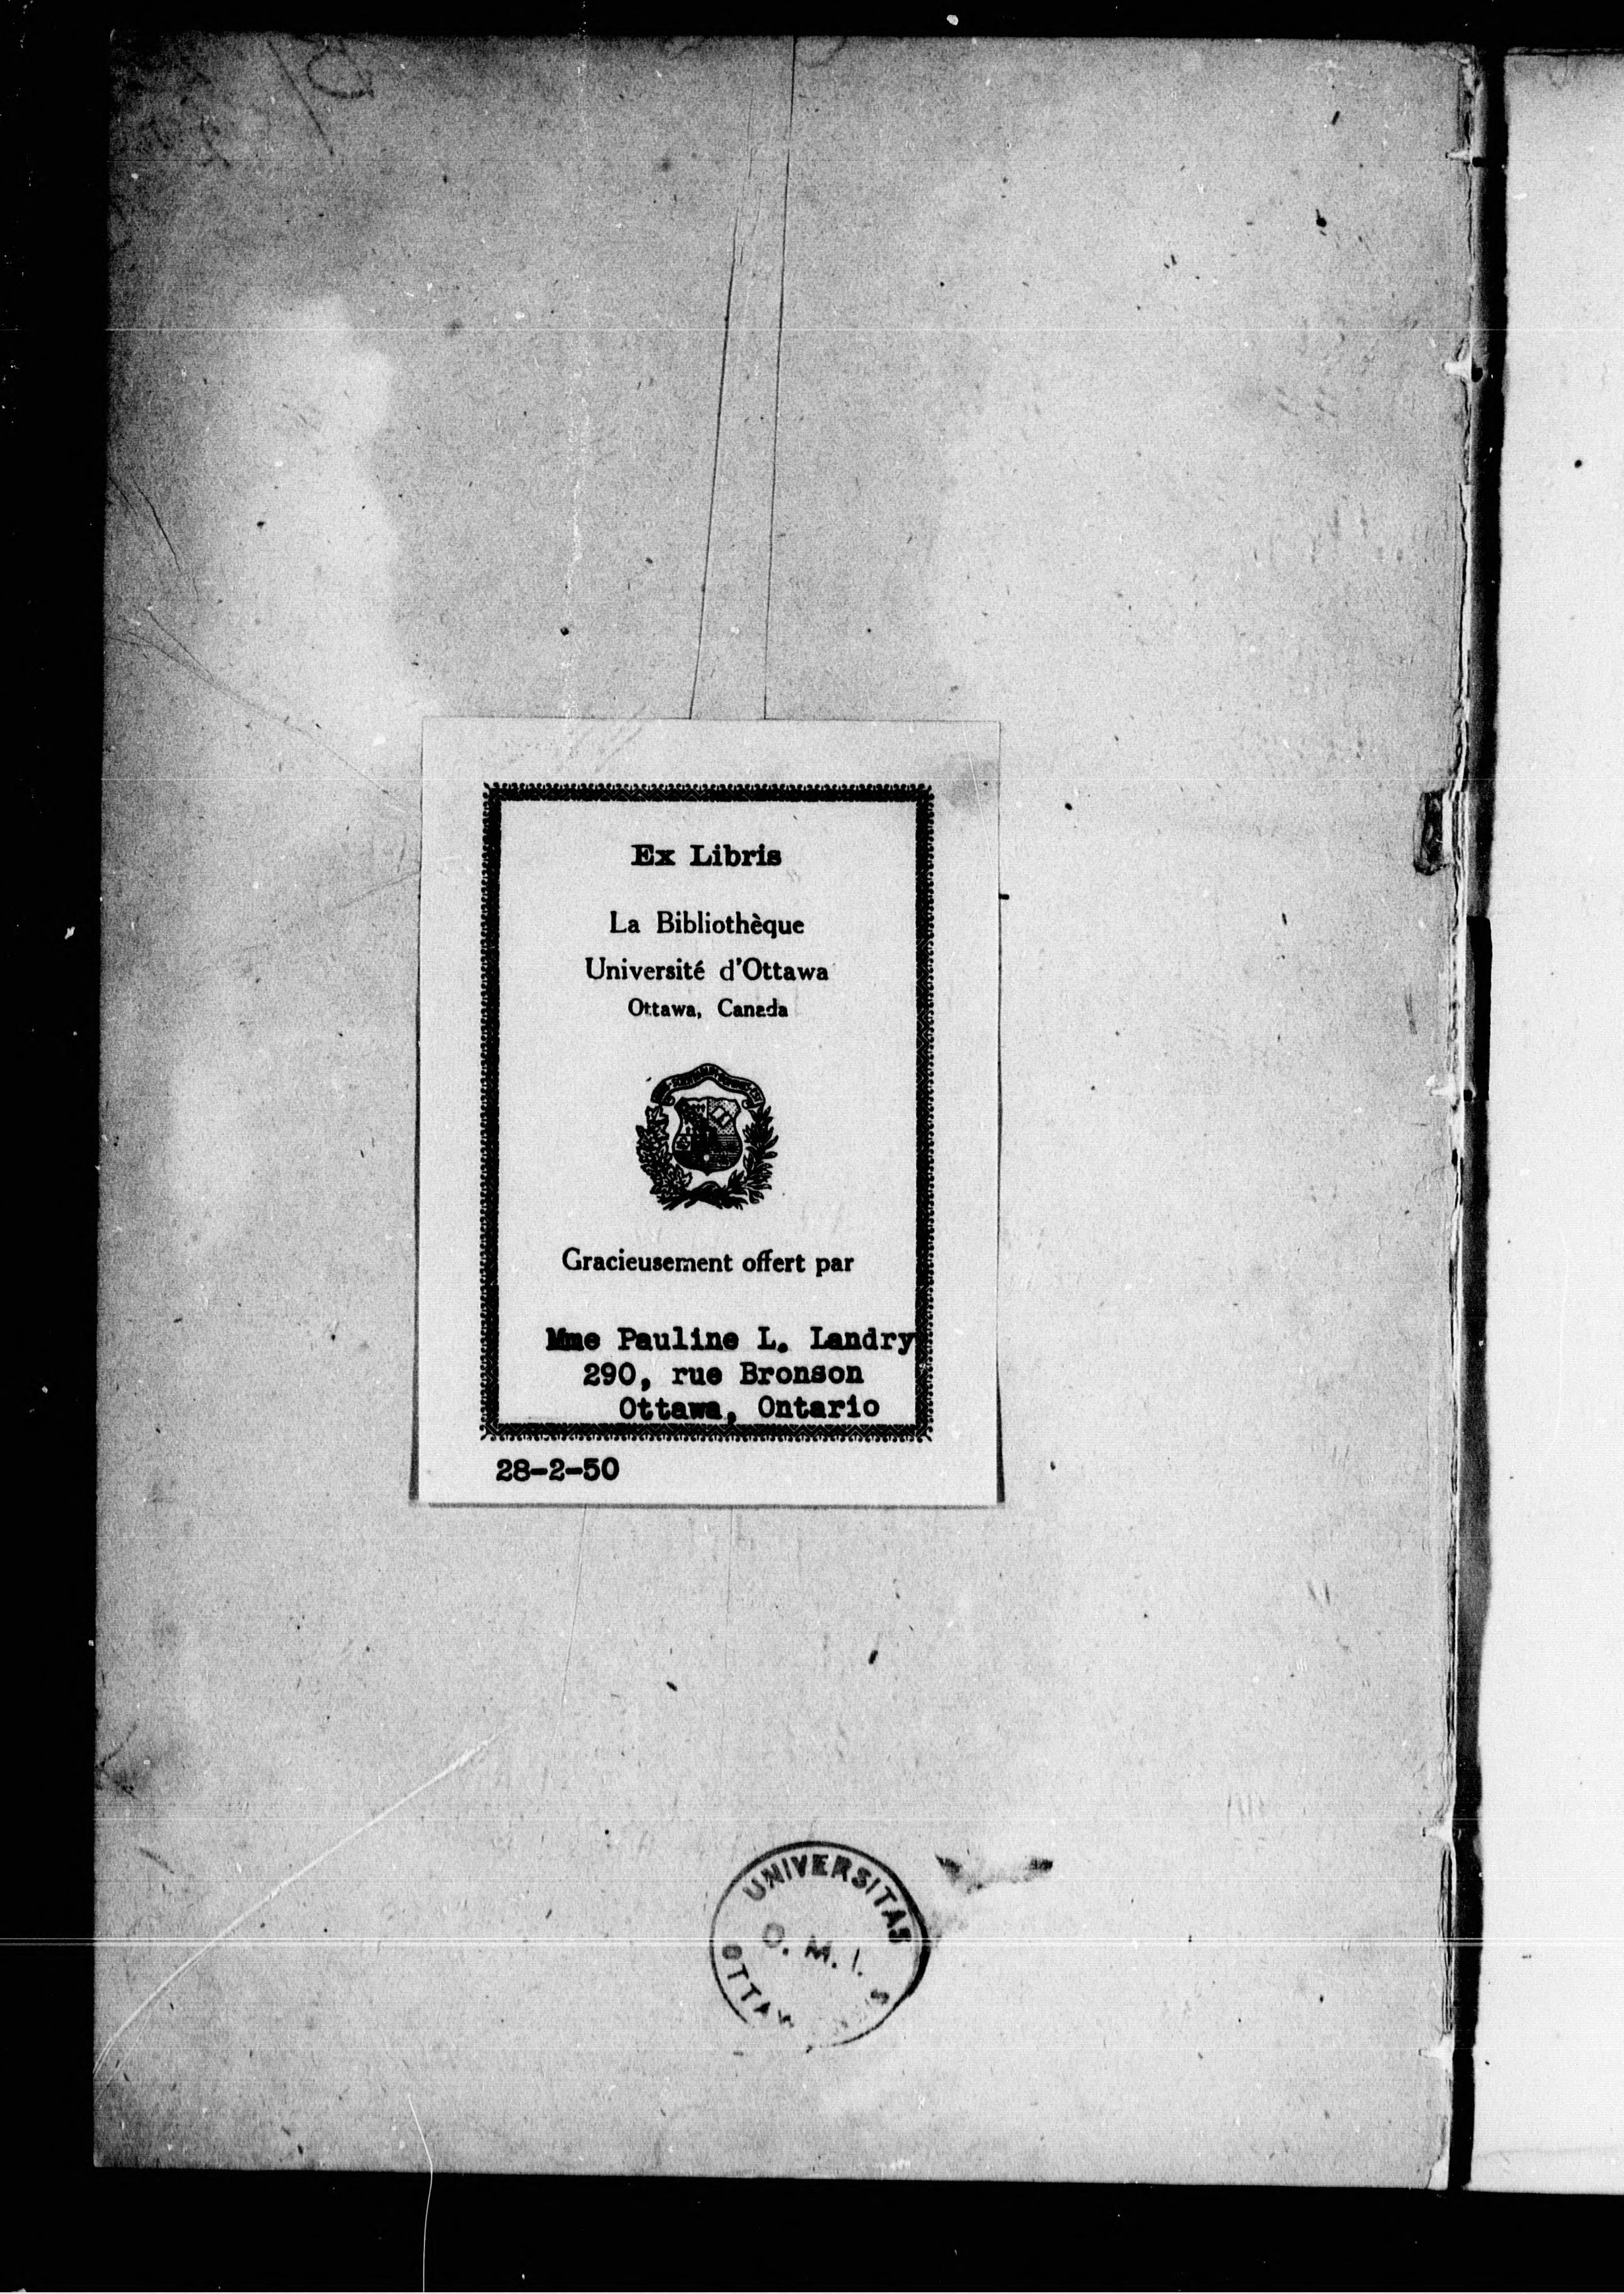 Ex Libris
La Bibliothèque
Université d'Ottawa
Ottawa, Canada
Gracieusement offert par
Mme Pauline L. Landry
290, rue Bronson
Ottawa, Ontario
28-2-50
UNIVERSITAS
O. M. I.